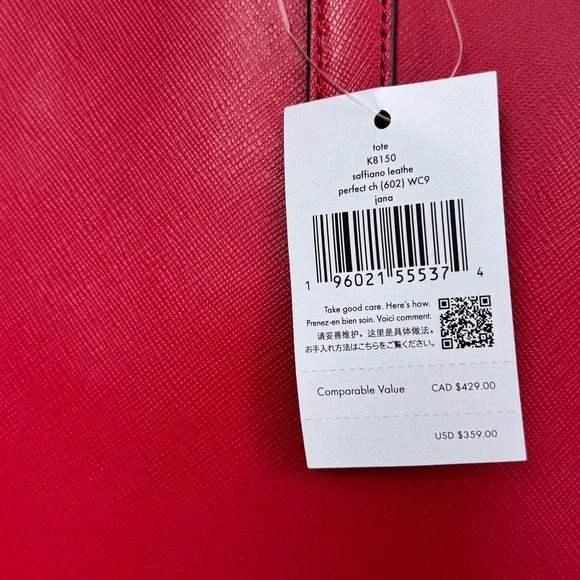 tote
K8150
saffiano leathe
perfect ch (602) WC9
jana
1 96021 55537 4
Take good care. Here's how.
Prenez-en bien soin. Voici comment.
请妥善维护。这里是具体做法。
お手入れ方法はこちらをご覧ください。
Comparable Value CAD $429.00
USD $359.00